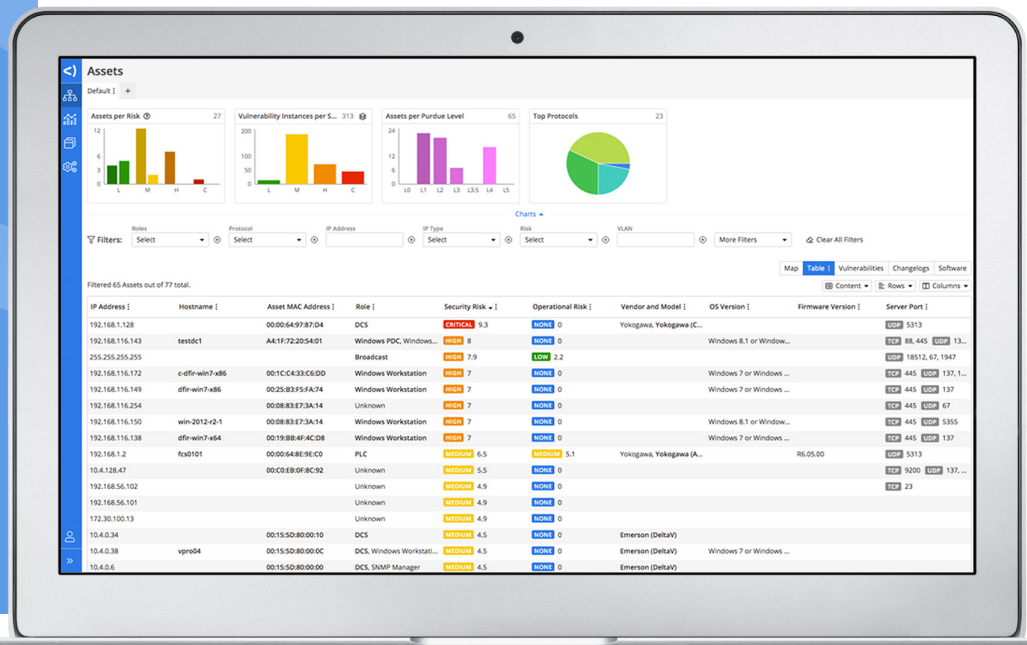 Assets
Default
Assets per Risk 27
12
6
3
0
L M H C
Vulnerability Instances per S... 313
200
100
50
0
L M H C
Assets per Purdue Level 65
24
12
6
0
L0 L1 L2 L3 L3.5 L4 L5
Top Protocols 23
Charts
Filters:
Roles Protocol IP Address IP Type Risk VLAN
Select Select Select Select More Filters Clear All Filters
Map Table Vulnerabilities Changelogs Software
Filtered 65 Assets out of 77 total.
Content Rows Columns
IP Address Hostname Asset MAC Address Role Security Risk Operational Risk Vendor and Model OS Version Firmware Version Server Port
192.168.1.128 00:00:64:97:87:D4 DCS CRITICAL 9.3 NONE 0 Yokogawa, Yokogawa (C... UDP 5313
192.168.116.143 testdc1 A4:1F:72:20:54:01 Windows PDC, Windows... HIGH 8 NONE 0 Windows 8.1 or Window... TCP 88, 445 UDP 13...
255.255.255.255 Broadcast HIGH 7.9 LOW 2.2 UDP 18512, 67, 1947
192.168.116.172 c-dfir-win7-x86 00:1C:C4:33:C6:DD Windows Workstation HIGH 7 NONE 0 Windows 7 or Windows ... TCP 445 UDP 137, 1...
192.168.116.149 dfir-win7-x86 00:25:B3:F5:FA:74 Windows Workstation HIGH 7 NONE 0 Windows 7 or Windows ... TCP 445 UDP 137
192.168.116.254 00:08:83:E7:3A:14 Unknown HIGH 7 NONE 0 TCP 445 UDP 67
192.168.116.150 win-2012-r2-1 00:08:83:E7:3A:14 Windows Workstation HIGH 7 NONE 0 Windows 8.1 or Window... TCP 445 UDP 5355
192.168.116.138 dfir-win7-x64 00:19:BB:4F:4C:D8 Windows Workstation HIGH 7 NONE 0 Windows 7 or Windows ... TCP 445 UDP 137
192.168.1.2 fcs0101 00:00:64:8E:9E:C0 PLC MEDIUM 6.5 MEDIUM 5.1 Yokogawa, Yokogawa (A... R6.05.00 UDP 5313
10.4.128.47 00:C0:EB:0F:8C:92 Unknown MEDIUM 5.5 NONE 0 TCP 9200 UDP 137, ...
192.168.56.102 Unknown MEDIUM 4.9 NONE 0 TCP 23
192.168.56.101 Unknown MEDIUM 4.9 NONE 0
172.30.100.13 Unknown MEDIUM 4.9 NONE 0
10.4.0.34 00:15:5D:80:00:10 DCS MEDIUM 4.5 NONE 0 Emerson (DeltaV)
10.4.0.38 vpro04 00:15:5D:80:00:0C DCS, Windows Workstati... MEDIUM 4.5 NONE 0 Windows 7 or Windows ...
10.4.0.6 00:15:5D:80:00:00 DCS, SNMP Manager MEDIUM 4.5 NONE 0 Emerson (DeltaV)